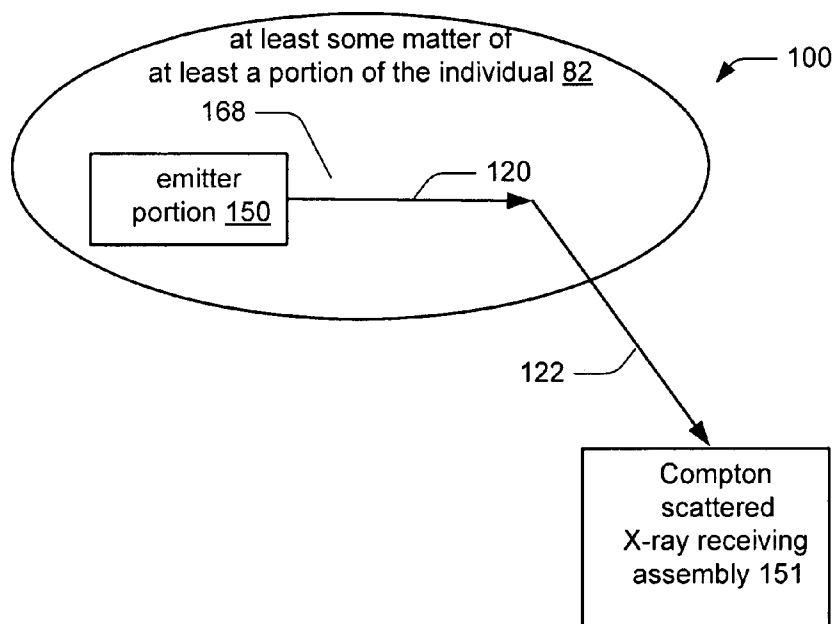 at least some matter of
at least a portion of the individual 82
100
168
120
emitter
portion 150
122
Compton
scattered
X-ray receiving
assembly 151